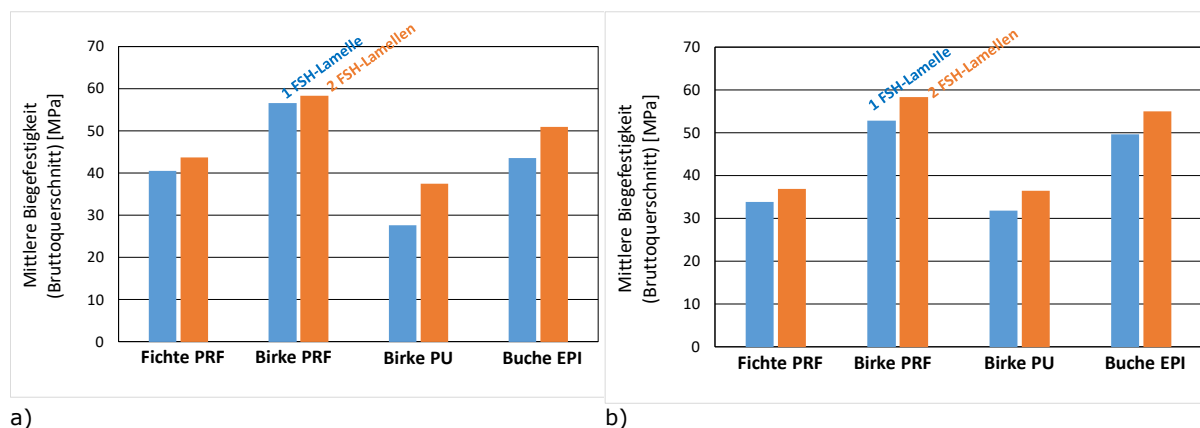 Mittlere Biegefestigkeit
(Bruttoquerschnitt) [MPa]
70
60
50
40
30
20
10
0
1 FSH-Lamelle
2 FSH-Lamellen
Fichte PRF
Birke PRF
Birke PU
Buche EPI
a)
Mittlere Biegefestigkeit
(Bruttoquerschnitt) [MPa]
70
60
50
40
30
20
10
0
1 FSH-Lamelle
2 FSH-Lamellen
Fichte PRF
Birke PRF
Birke PU
Buche EPI
b)